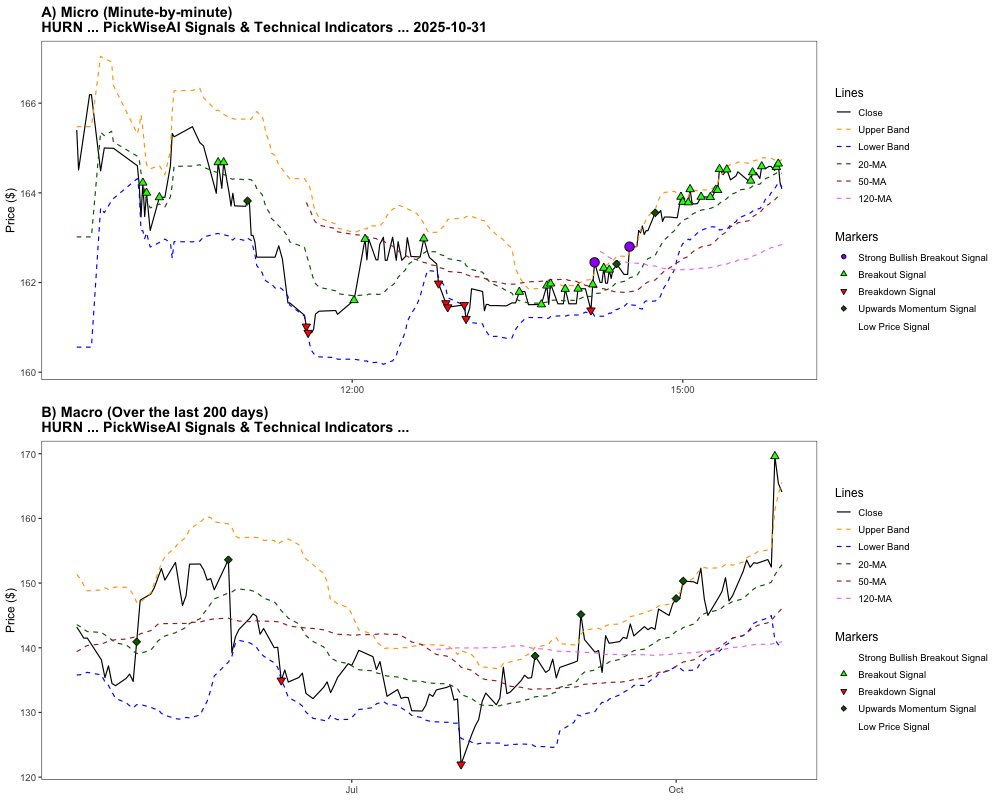 A) Micro (Minute-by-minute)
HURN ... PickWiseAI Signals & Technical Indicators ... 2025-10-31
Price ($)
166
164
162
160
12:00
15:00
Lines
Close
Upper Band
Lower Band
20-MA
50-MA
120-MA
Markers
Strong Bullish Breakout Signal
Breakout Signal
Breakdown Signal
Upwards Momentum Signal
Low Price Signal
B) Macro (Over the last 200 days)
HURN ... PickWiseAI Signals & Technical Indicators ...
Price ($)
170
160
150
140
130
120
Jul
Oct
Lines
Close
Upper Band
Lower Band
20-MA
50-MA
120-MA
Markers
Strong Bullish Breakout Signal
Breakout Signal
Breakdown Signal
Upwards Momentum Signal
Low Price Signal